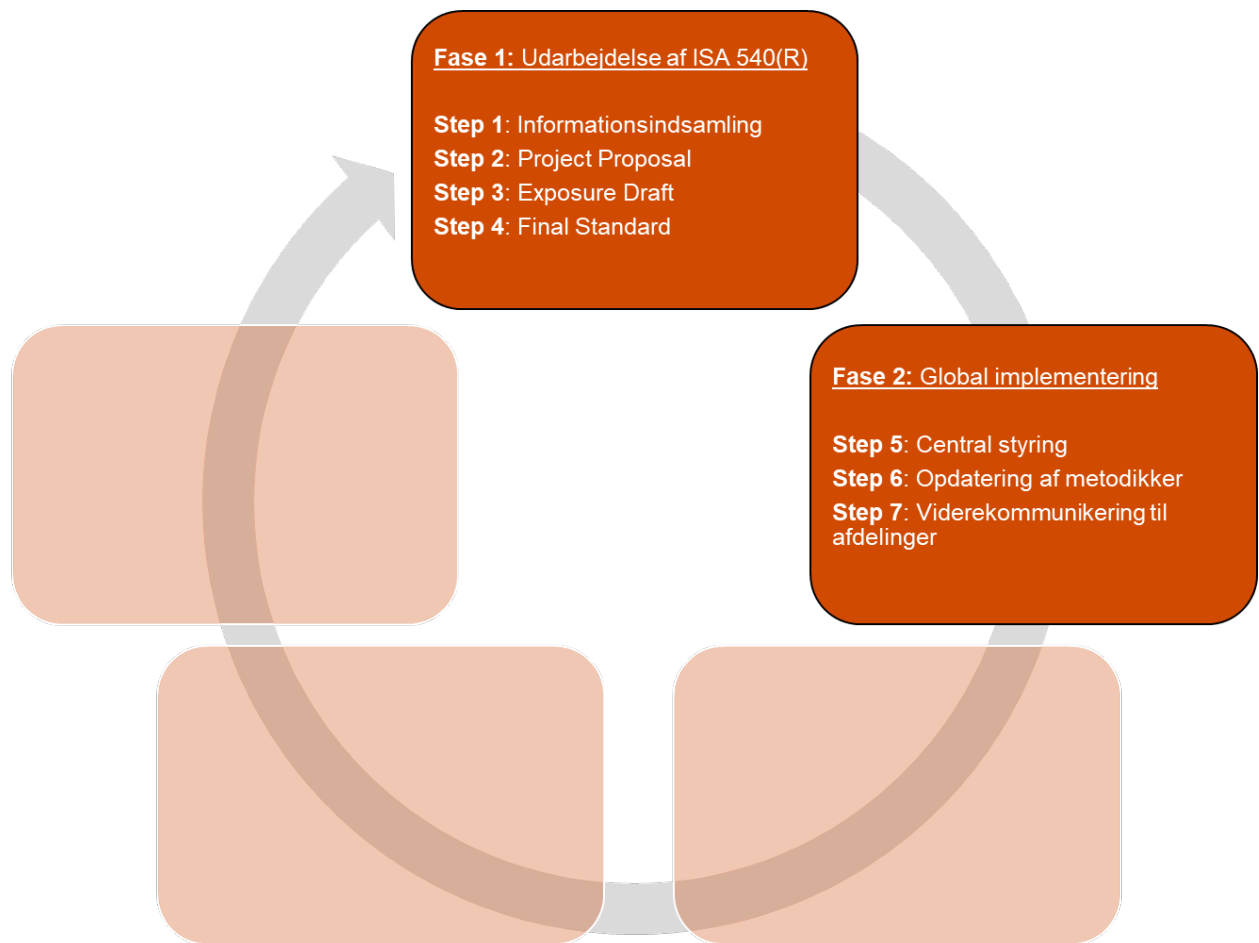 Fase 1: Udarbejdelse af ISA 540(R)
Step 1: Informationsindsamling
Step 2: Project Proposal
Step 3: Exposure Draft
Step 4: Final Standard
Fase 2: Global implementering
Step 5: Central styring
Step 6: Opdatering af metodikker
Step 7: Viderekommunikering til
afdelinger